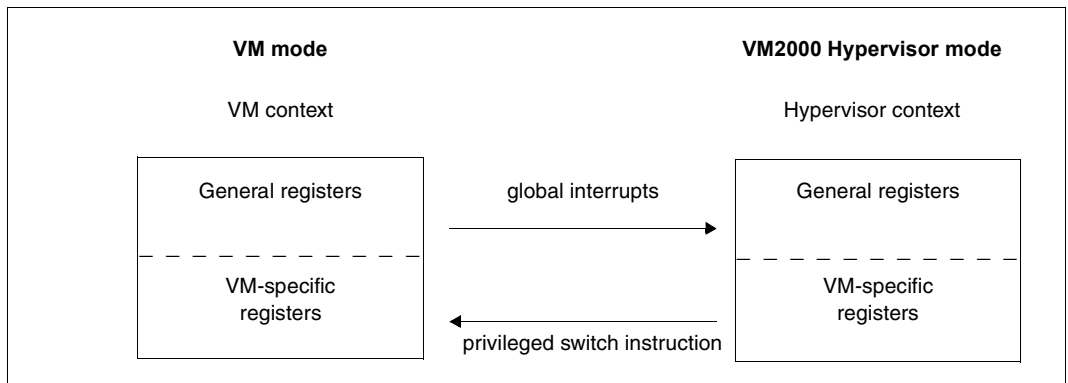 VM mode
VM2000 Hypervisor mode
VM context
Hypervisor context
General registers
global interrupts
General registers
VM-specific
registers
VM-specific
registers
privileged switch instruction